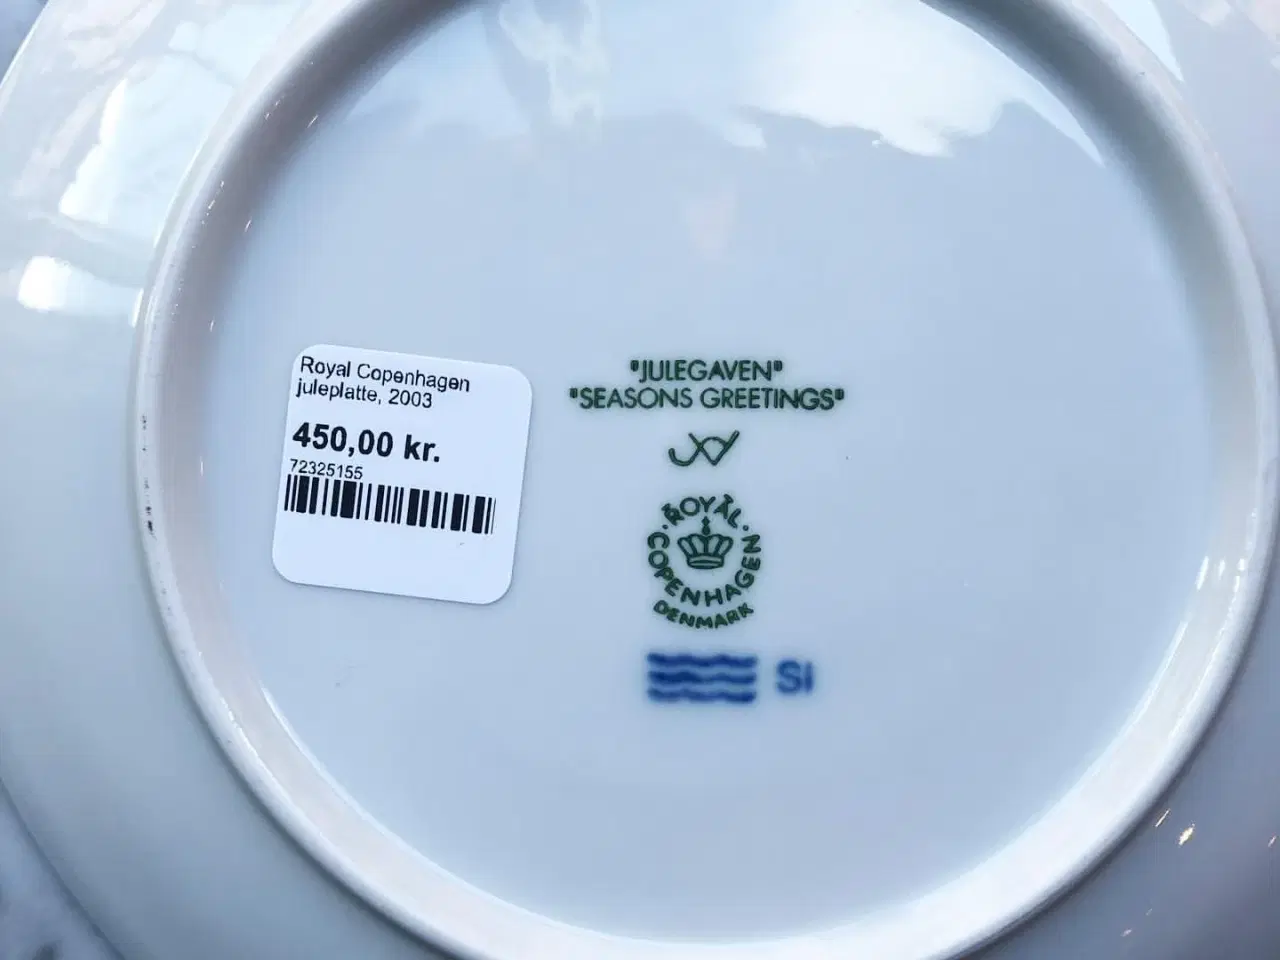 Royal Copenhagen
juleplatte, 2003
450,00 kr.
72325155
"JULEGAVEN"
"SEASONS GREETINGS"
ROYAL
COPENHAGEN
DENMARK
SI